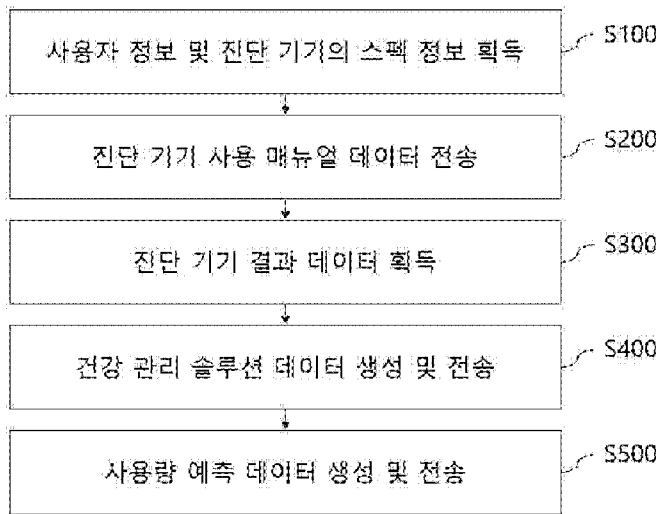 사용자 정보 및 진단 기기의 스펙 정보 획득
S100
진단 기기 사용 매뉴얼 데이터 전송
S200
진단 기기 결과 데이터 획득
S300
건강 관리 솔루션 데이터 생성 및 전송
S400
사용량 예측 데이터 생성 및 전송
S500